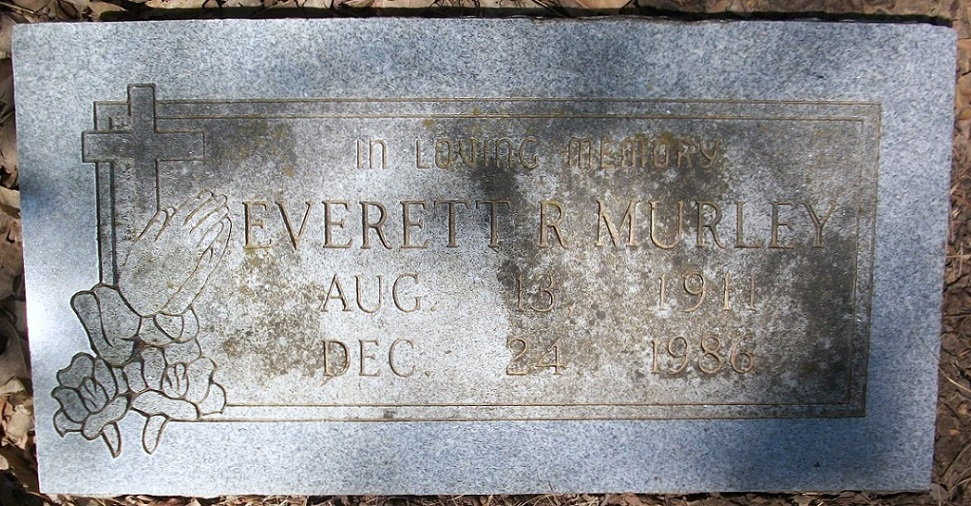 In Loving Memory
EVERETT R. MURLEY
AUG. 13, 1911
DEC. 24, 1986